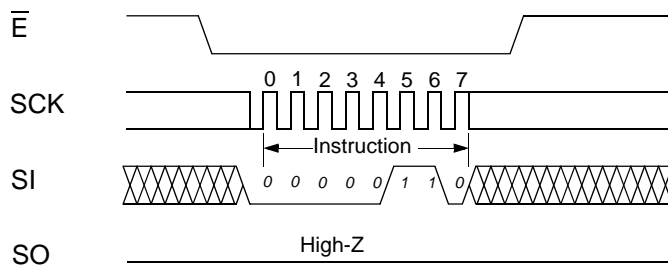 E̅
0 1 2 3 4 5 6 7
SCK
Instruction
SI 0 0 0 0 0 1 1 0
High-Z
SO